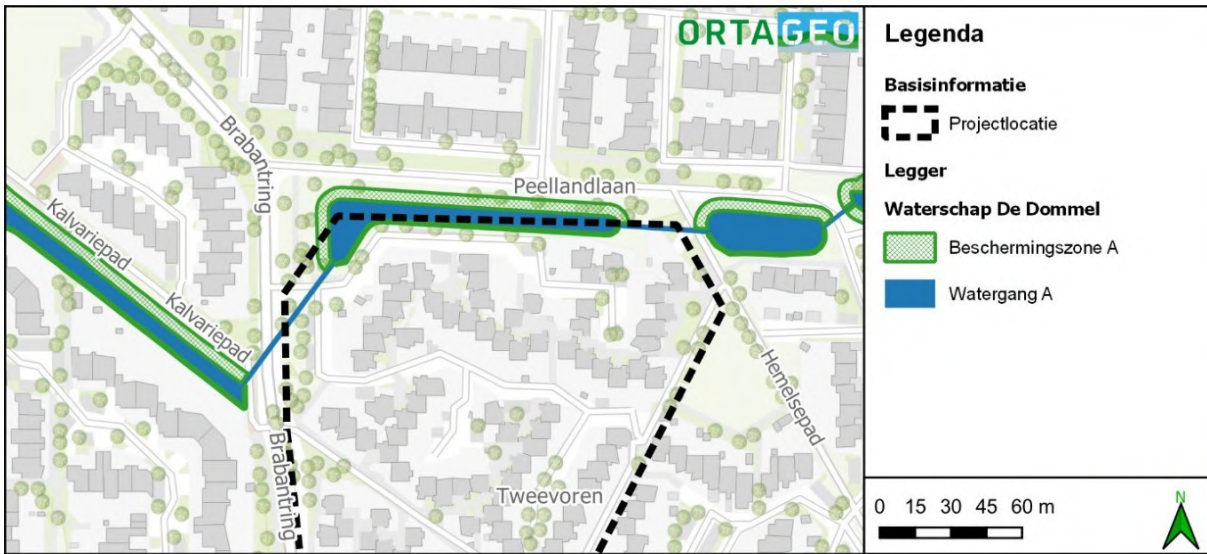 ORTAGEO
Brabantring
Peellandlaan
Kalvariepad
Kalvariepad
Hemelsepad
Brabantring
Tweevoren
Legenda
Basisinformatie
Projectlocatie
Legger
Waterschap De Dommel
Beschermingszone A
Watergang A
0 15 30 45 60 m
N